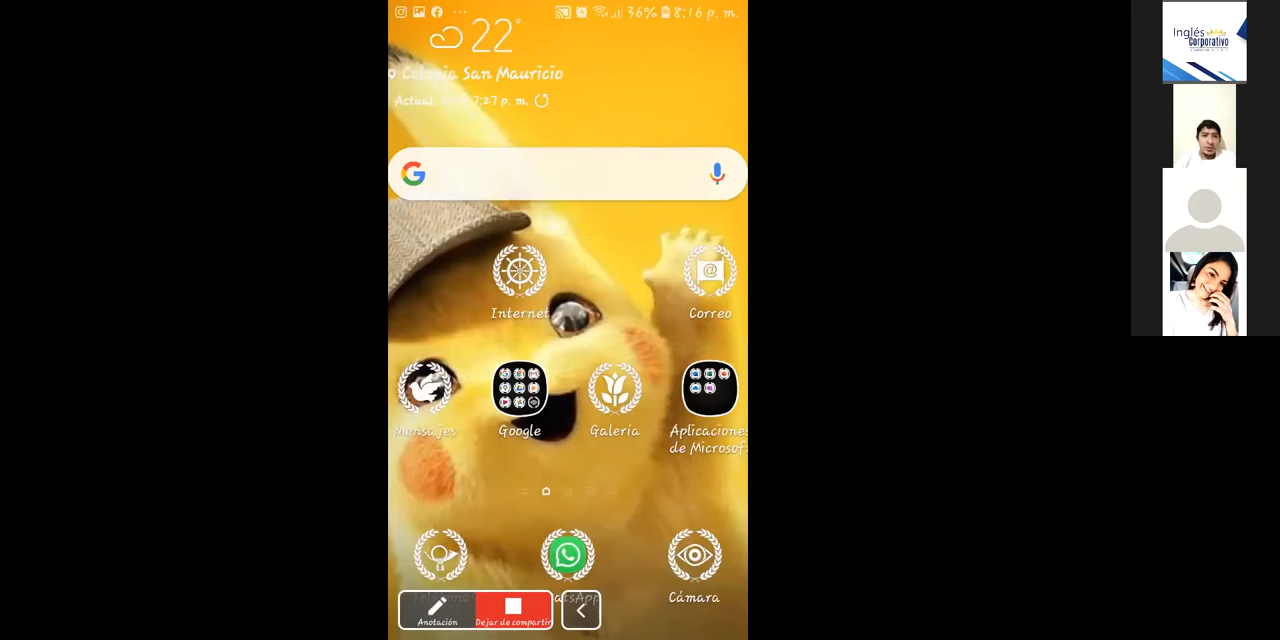 36% 8:16 p. m.
22°
Colonia San Mauricio
Actual. 7:27 p. m.
G
Internet
@
Correo
Mensajes
Google
Galería
Aplicaciones
de Microsof
WhatsApp
Cámara
Anotación
Dejar de compartir
Inglés
Corporativo